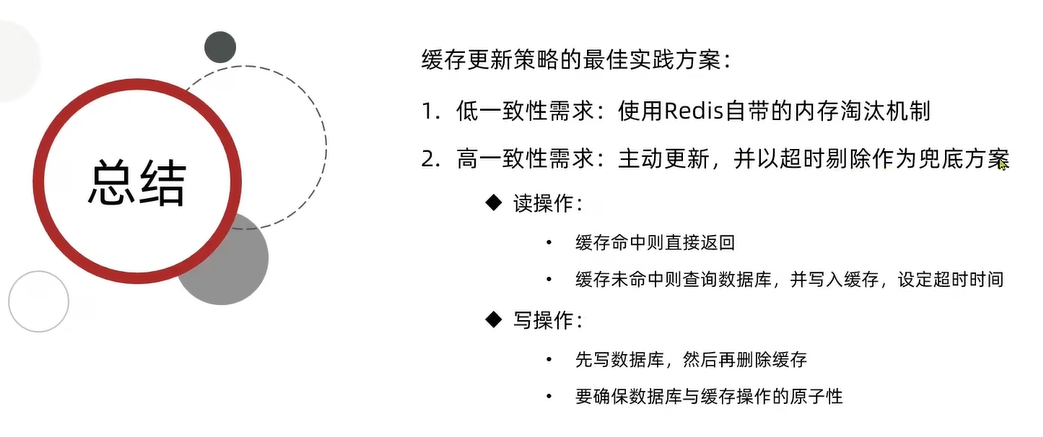 总结
缓存更新策略的最佳实践方案：
1. 低一致性需求：使用Redis自带的内存淘汰机制
2. 高一致性需求：主动更新，并以超时剔除作为兜底方案
◆ 读操作：
• 缓存命中则直接返回
• 缓存未命中则查询数据库，并写入缓存，设定超时时间
◆ 写操作：
• 先写数据库，然后再删除缓存
• 要确保数据库与缓存操作的原子性